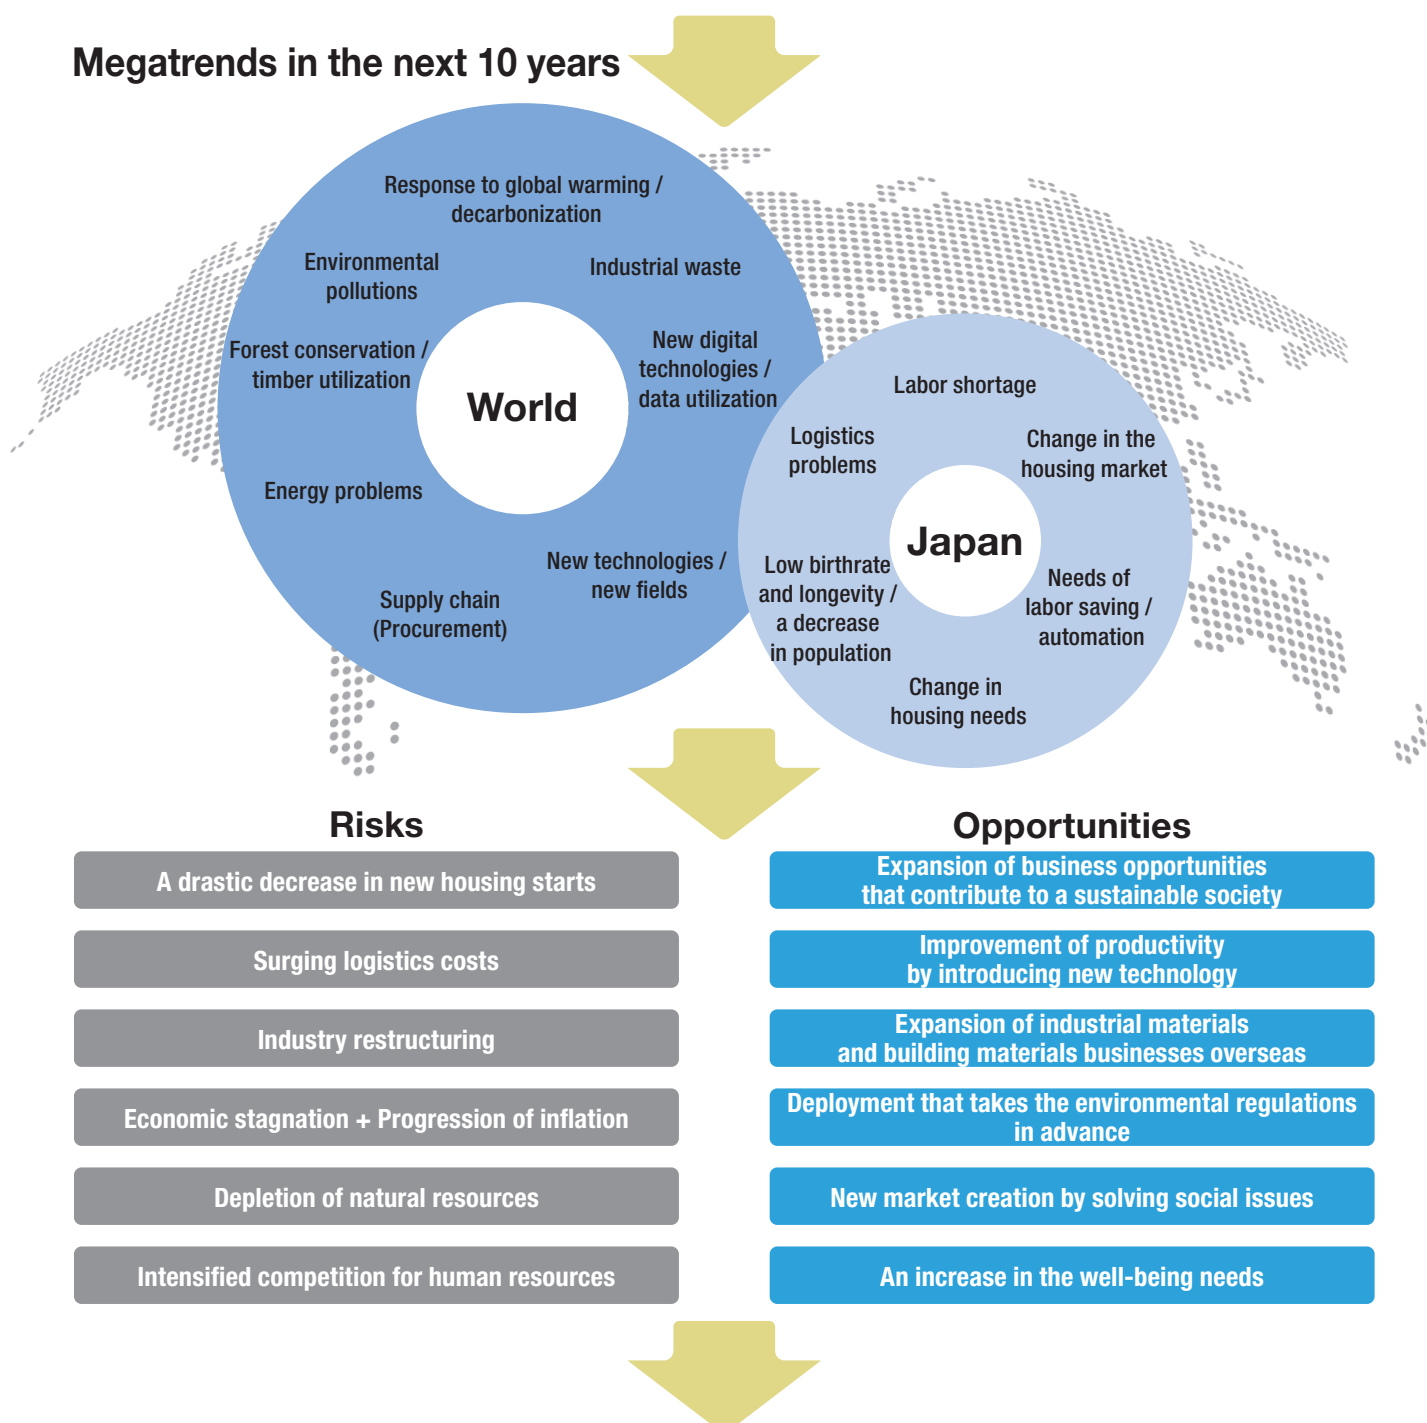 Megatrends in the next 10 years
Response to global warming /
decarbonization
Environmental
pollutions
Industrial waste
Forest conservation /
timber utilization
New digital
technologies /
data utilization
World
Energy problems
New technologies /
new fields
Supply chain
(Procurement)
Labor shortage
Logistics
problems
Change in the
housing market
Japan
Low birthrate
and longevity /
a decrease
in population
Needs of
labor saving /
automation
Change in
housing needs
Risks
A drastic decrease in new housing starts
Surging logistics costs
Industry restructuring
Economic stagnation + Progression of inflation
Depletion of natural resources
Intensified competition for human resources
Opportunities
Expansion of business opportunities
that contribute to a sustainable society
Improvement of productivity
by introducing new technology
Expansion of industrial materials
and building materials businesses overseas
Deployment that takes the environmental regulations
in advance
New market creation by solving social issues
An increase in the well-being needs